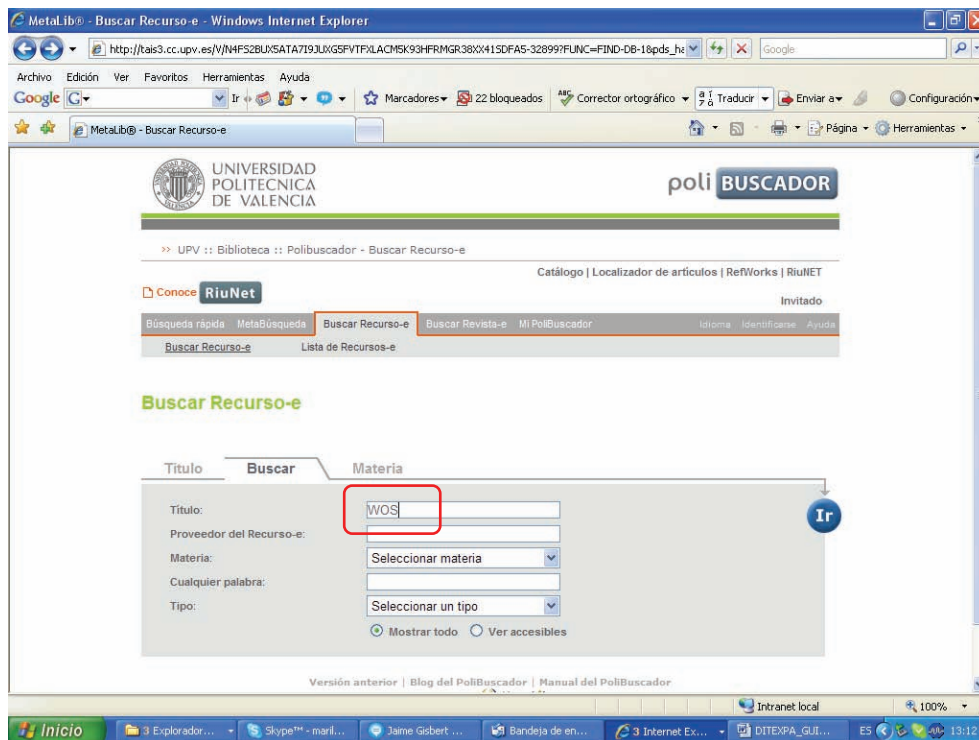 MetaLib® - Buscar Recurso-e - Windows Internet Explorer
http://tais3.cc.upv.es/V/N4FS2BUX5ATA7I9JUXG5FVTFXLACM5K93HFRMGR38XX41SDFA5-32899?FUNC=FIND-DB-1&pds_ha
Google
Archivo Edición Ver Favoritos Herramientas Ayuda
Google G Ir Marcadores 22 bloqueados Corrector ortográfico Traducir Enviar a Configuración
MetaLib® - Buscar Recurso-e Página Herramientas
UNIVERSIDAD
POLITECNICA
DE VALENCIA
poli BUSCADOR
>> UPV :: Biblioteca :: Polibuscador - Buscar Recurso-e
Catálogo | Localizador de artículos | RefWorks | RiuNET
Conoce RiuNet
Invitado
Búsqueda rápida MetaBúsqueda Buscar Recurso-e Buscar Revista-e Mi PoliBuscador Idioma Identificarse Ayuda
Buscar Recurso-e Lista de Recursos-e
Buscar Recurso-e
Título Buscar Materia
Título: WOS
Ir
Proveedor del Recurso-e:
Materia: Seleccionar materia
Cualquier palabra:
Tipo: Seleccionar un tipo
Mostrar todo Ver accesibles
Versión anterior | Blog del PoliBuscador | Manual del PoliBuscador
Intranet local 100%
Inicio 3 Explorador... Skype™ - maril... Jaime Gisbert ... Bandeja de en... 3 Internet Ex... DITEXPA_GUI... ES 13:12